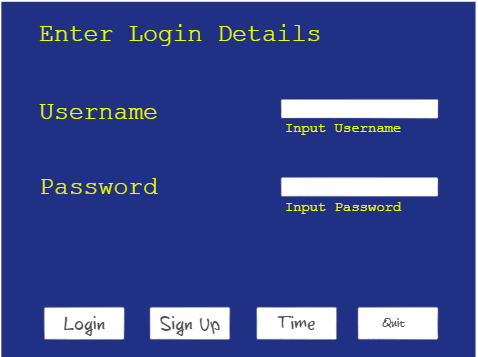 Enter Login Details
Username
Input Username
Password
Input Password
Login Sign Up Time Quit